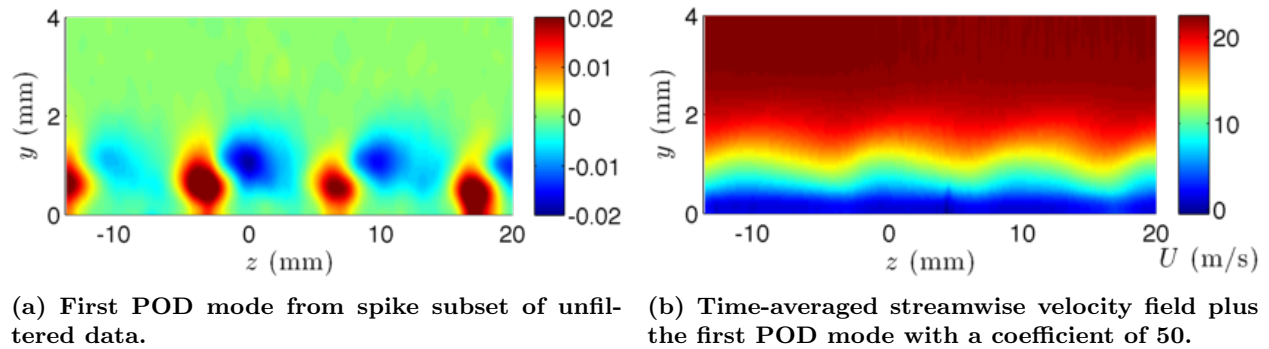 4
2
0
y (mm)
-10 0 10 20
z (mm)
0.02
0.01
0
-0.01
-0.02
4
2
0
y (mm)
-10 0 10 20
z (mm)
20
10
0
U (m/s)
(a) First POD mode from spike subset of unfil-
tered data.
(b) Time-averaged streamwise velocity field plus
the first POD mode with a coefficient of 50.